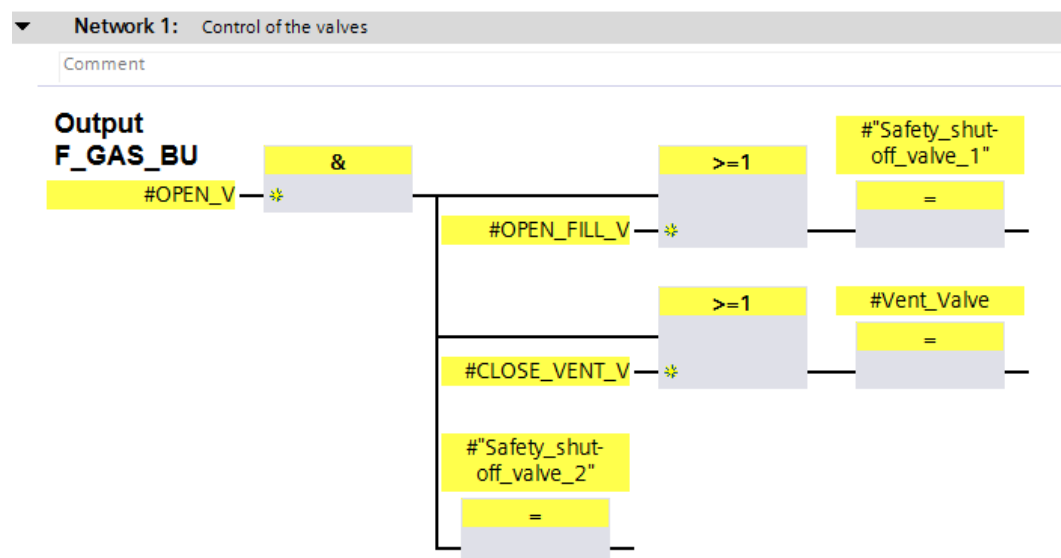 Network 1: Control of the valves
Comment
Output
F_GAS_BU
#OPEN_V
&
>=1
#OPEN_FILL_V
#"Safety_shut-
off_valve_1"
=
>=1
#CLOSE_VENT_V
#Vent_Valve
=
#"Safety_shut-
off_valve_2"
=